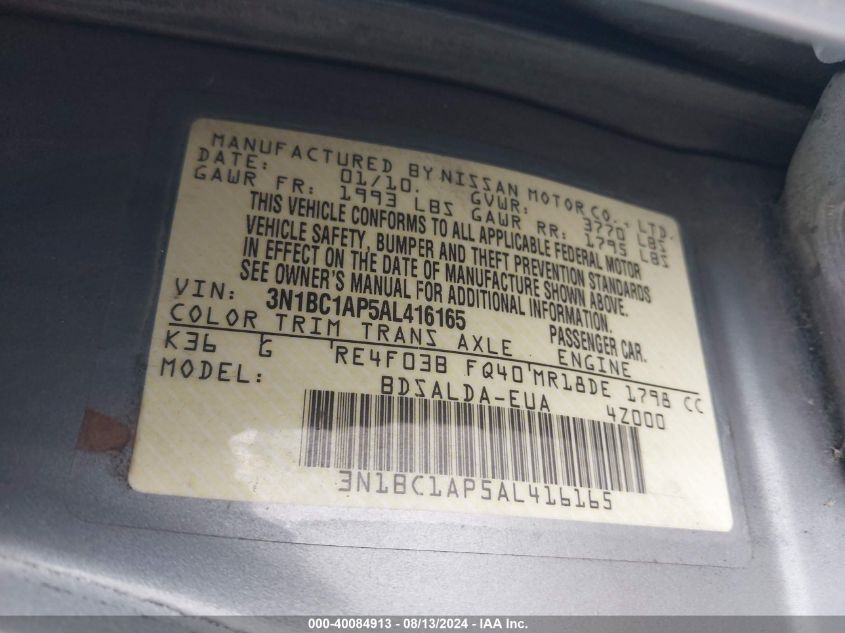 MANUFACTURED BY NISSAN MOTOR CO., LTD.
DATE: 01/10. GVWR: 3770 LBS
GAWR FR: 1993 LBS GAWR RR: 1795 LBS
THIS VEHICLE CONFORMS TO ALL APPLICABLE FEDERAL MOTOR
VEHICLE SAFETY, BUMPER AND THEFT PREVENTION STANDARDS
IN EFFECT ON THE DATE OF MANUFACTURE SHOWN ABOVE.
SEE OWNER'S MANUAL FOR ADDITIONAL INFORMATION.
VIN: 3N1BC1AP5AL416165 PASSENGER CAR.
COLOR TRIM TRANS AXLE ENGINE
K36 G RE4F03B FQ40 MR18DE 1798 CC
MODEL: BDSALDA-EUA 4Z000
3N1BC1AP5AL416165
000-40084913 - 08/13/2024 - IAA Inc.